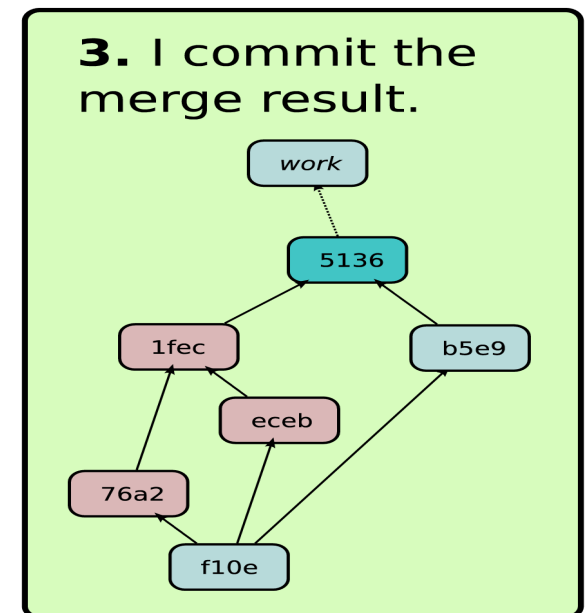 3. I commit the
merge result.
work
5136
1fec
b5e9
eceb
76a2
f10e